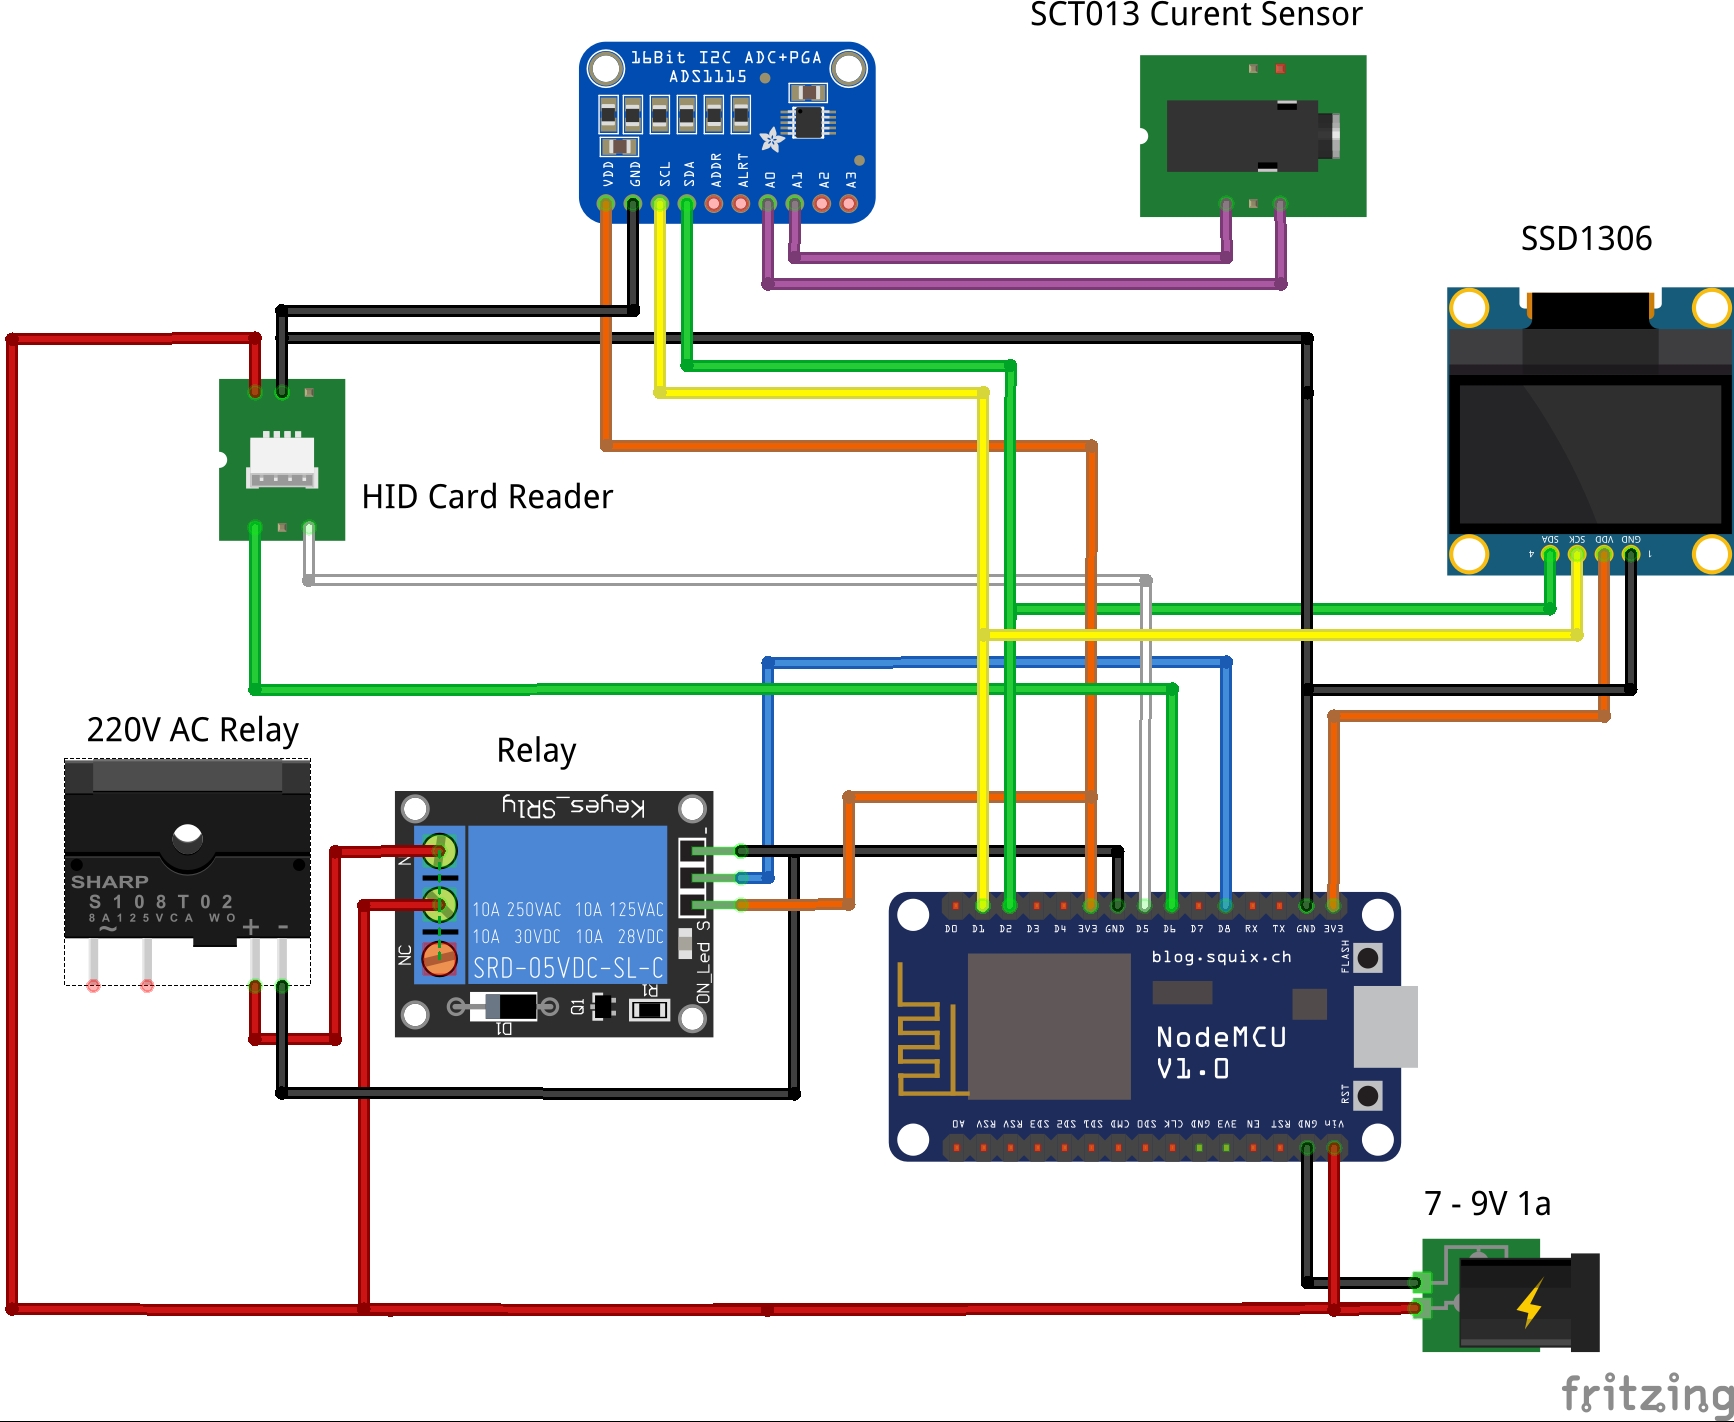 SCT013 Curent Sensor
16Bit I2C ADC+PGA
ADS1115
VDD GND SCL SDA ADDR ALRT A0 A1 A2 A3
SSD1306
HID Card Reader
4 SDA SCK VDD GND 1
220V AC Relay
Relay
Keyes_SR1y
SHARP
S108T02
8A125VCA WO
~ + -
N
NC
-
S
10A 250VAC 10A 125VAC
10A 30VDC 10A 28VDC
SRD-05VDC-SL-C
ON_Led
D1
Q1
R1
D0 D1 D2 D3 D4 3V3 GND D5 D6 D7 D8 RX TX GND 3V3
blog.squix.ch
FLASH
NodeMCU
V1.0
RST
A0 RSV RSV SD3 SD2 SD1 CMD SD0 CLK GND 3V3 EN RST GND Vin
7 - 9V 1a
fritzing